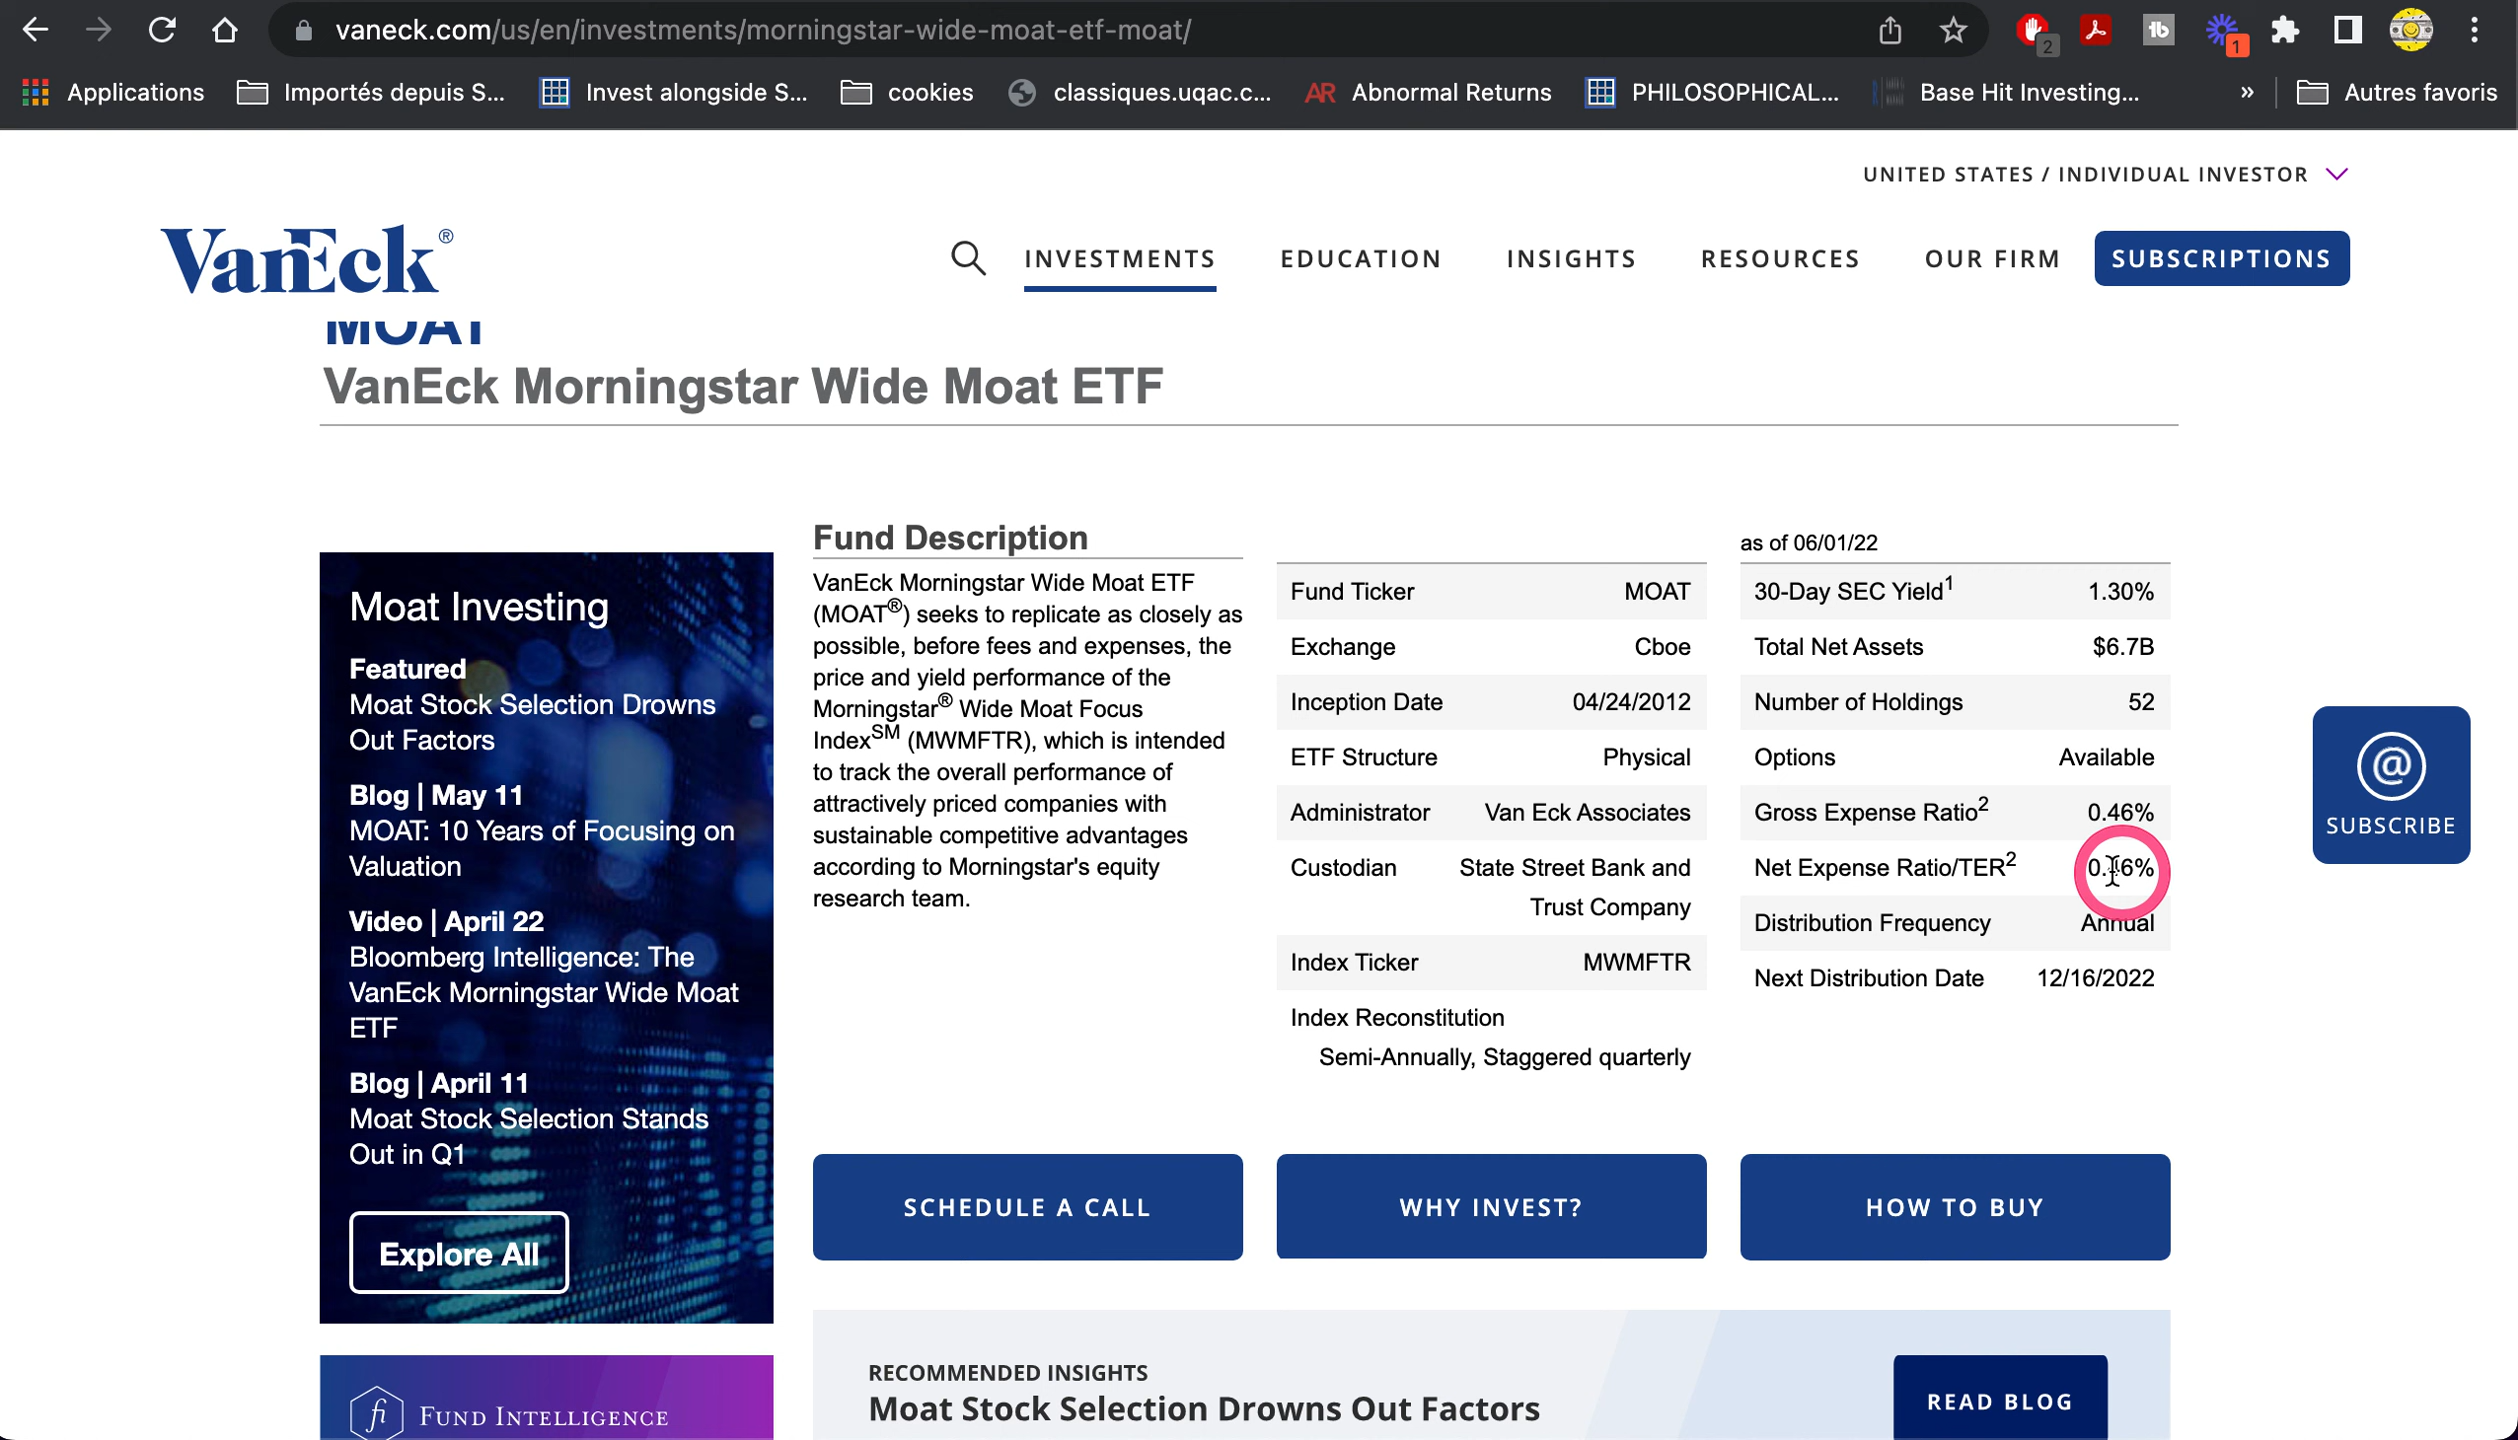 vaneck.com/us/en/investments/morningstar-wide-moat-etf-moat/
2
1
Applications
Importés depuis S...
Invest alongside S...
cookies
classiques.uqac.c...
AR Abnormal Returns
PHILOSOPHICAL...
Base Hit Investing...
»
Autres favoris
UNITED STATES / INDIVIDUAL INVESTOR
VanEck®
INVESTMENTS
EDUCATION
INSIGHTS
RESOURCES
OUR FIRM
SUBSCRIPTIONS
MOAT
VanEck Morningstar Wide Moat ETF
Moat Investing
Featured
Moat Stock Selection Drowns
Out Factors
Blog | May 11
MOAT: 10 Years of Focusing on
Valuation
Video | April 22
Bloomberg Intelligence: The
VanEck Morningstar Wide Moat
ETF
Blog | April 11
Moat Stock Selection Stands
Out in Q1
Explore All
fi FUND INTELLIGENCE
Fund Description
VanEck Morningstar Wide Moat ETF
(MOAT®) seeks to replicate as closely as
possible, before fees and expenses, the
price and yield performance of the
Morningstar® Wide Moat Focus
IndexSM (MWMFTR), which is intended
to track the overall performance of
attractively priced companies with
sustainable competitive advantages
according to Morningstar's equity
research team.
Fund Ticker MOAT
Exchange Cboe
Inception Date 04/24/2012
ETF Structure Physical
Administrator Van Eck Associates
Custodian State Street Bank and
Trust Company
Index Ticker MWMFTR
Index Reconstitution
Semi-Annually, Staggered quarterly
as of 06/01/22
30-Day SEC Yield1 1.30%
Total Net Assets $6.7B
Number of Holdings 52
Options Available
Gross Expense Ratio2 0.46%
Net Expense Ratio/TER2
Distribution Frequency Annual
Next Distribution Date 12/16/2022
@
SUBSCRIBE
SCHEDULE A CALL
WHY INVEST?
HOW TO BUY
RECOMMENDED INSIGHTS
Moat Stock Selection Drowns Out Factors
READ BLOG